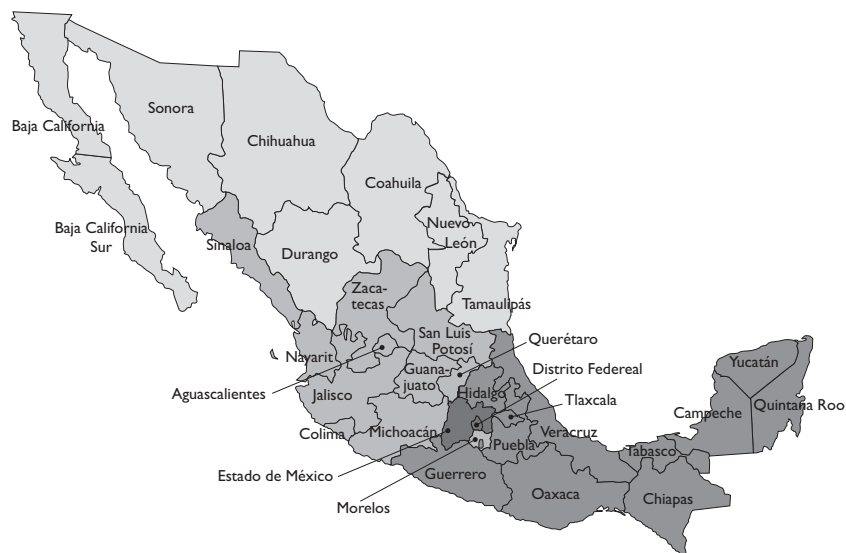 Sonora
Baja California
Chihuahua
Coahuila
Baja California
Sur
Sinaloa
Durango
Nuevo
León
Zaca-
tecas
Tamaulipás
San Luis
Potosí
Querétaro
Nayarit
Guana-
juato
Distrito Federeal
Yucatán
Aguascalientes
Jalisco
Hidalgo
Tlaxcala
Campeche
Quintana Roo
Colima
Michoacán
Puebla
Veracruz
Tabasco
Estado de México
Guerrero
Morelos
Oaxaca
Chiapas